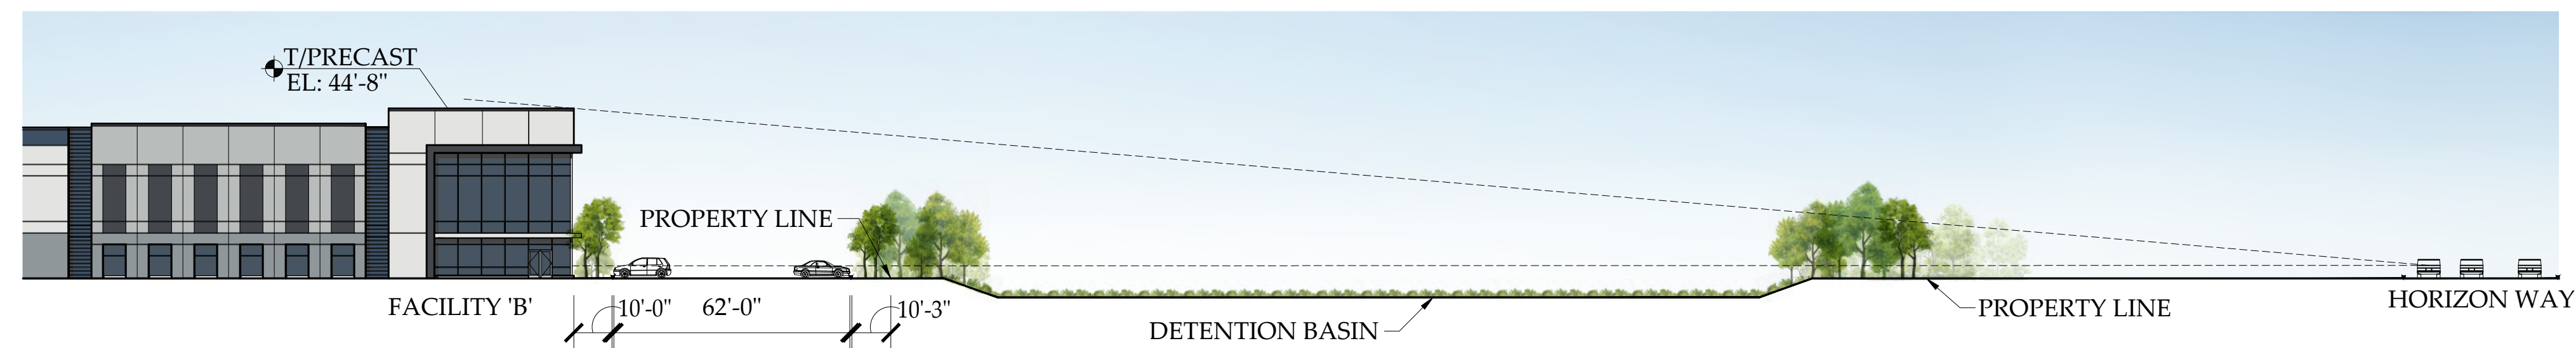 T/PRECAST
EL: 44'-8"
PROPERTY LINE
FACILITY 'B'
10'-0"
62'-0"
10'-3"
DETENTION BASIN
PROPERTY LINE
HORIZON WAY